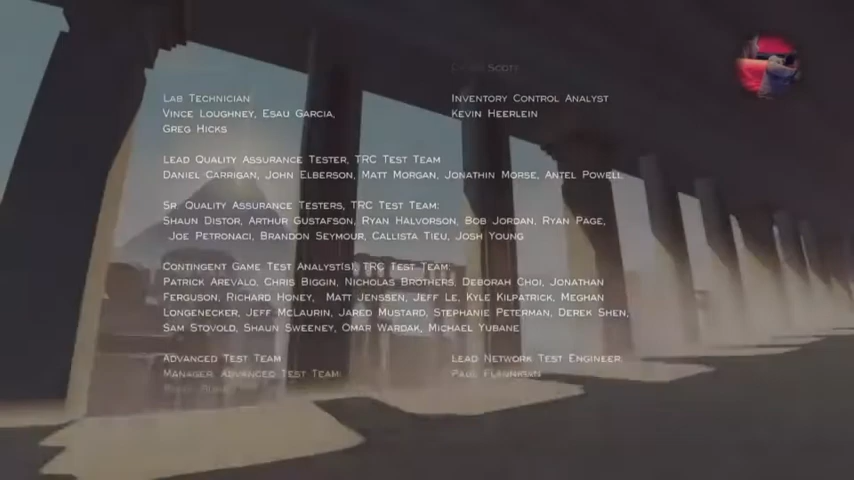 Scott
Lab Technician
Vince Loughney, Esau Garcia,
Greg Hicks
Inventory Control Analyst
Kevin Heerlein
Lead Quality Assurance Tester, TRC Test Team
Daniel Carrigan, John Elberson, Matt Morgan, Jonathin Morse, Antel Powell
Sr. Quality Assurance Testers, TRC Test Team:
Shaun Distor, Arthur Gustafson, Ryan Halvorson, Bob Jordan, Ryan Page,
Joe Petronaci, Brandon Seymour, Callista Tieu, Josh Young
Contingent Game Test Analyst(s), TRC Test Team
Patrick Arevalo, Chris Biggin, Nicholas Brothers, Deborah Choi, Jonathan
Ferguson, Richard Honey, Matt Jenssen, Jeff Le, Kyle Kilpatrick, Meghan
Longenecker, Jeff McLaurin, Jared Mustard, Stephanie Peterman, Derek Shen,
Sam Stovold, Shaun Sweeney, Omar Wardak, Michael Yubane
Advanced Test Team
Manager, Advanced Test Team:
Lead Network Test Engineer
Paul